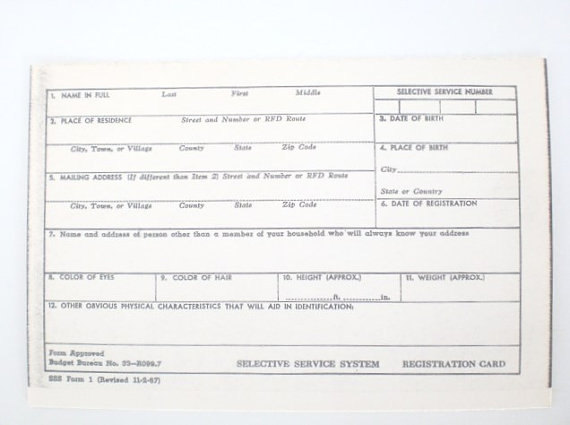 1. NAME IN FULL Last First Middle
SELECTIVE SERVICE NUMBER
2. PLACE OF RESIDENCE Street and Number or RFD Route
3. DATE OF BIRTH
City, Town, or Village County State Zip Code
4. PLACE OF BIRTH
City
5. MAILING ADDRESS (If different than Item 2) Street and Number or RFD Route
State or Country
City, Town, or Village County State Zip Code
6. DATE OF REGISTRATION
7. Name and address of person other than a member of your household who will always know your address
8. COLOR OF EYES 9. COLOR OF HAIR 10. HEIGHT (APPROX.) 11. WEIGHT (APPROX.)
ft. in.
12. OTHER OBVIOUS PHYSICAL CHARACTERISTICS THAT WILL AID IN IDENTIFICATION:
Form Approved
Budget Bureau No. 33-R099.7 SELECTIVE SERVICE SYSTEM REGISTRATION CARD
SSS Form 1 (Revised 11-2-67)